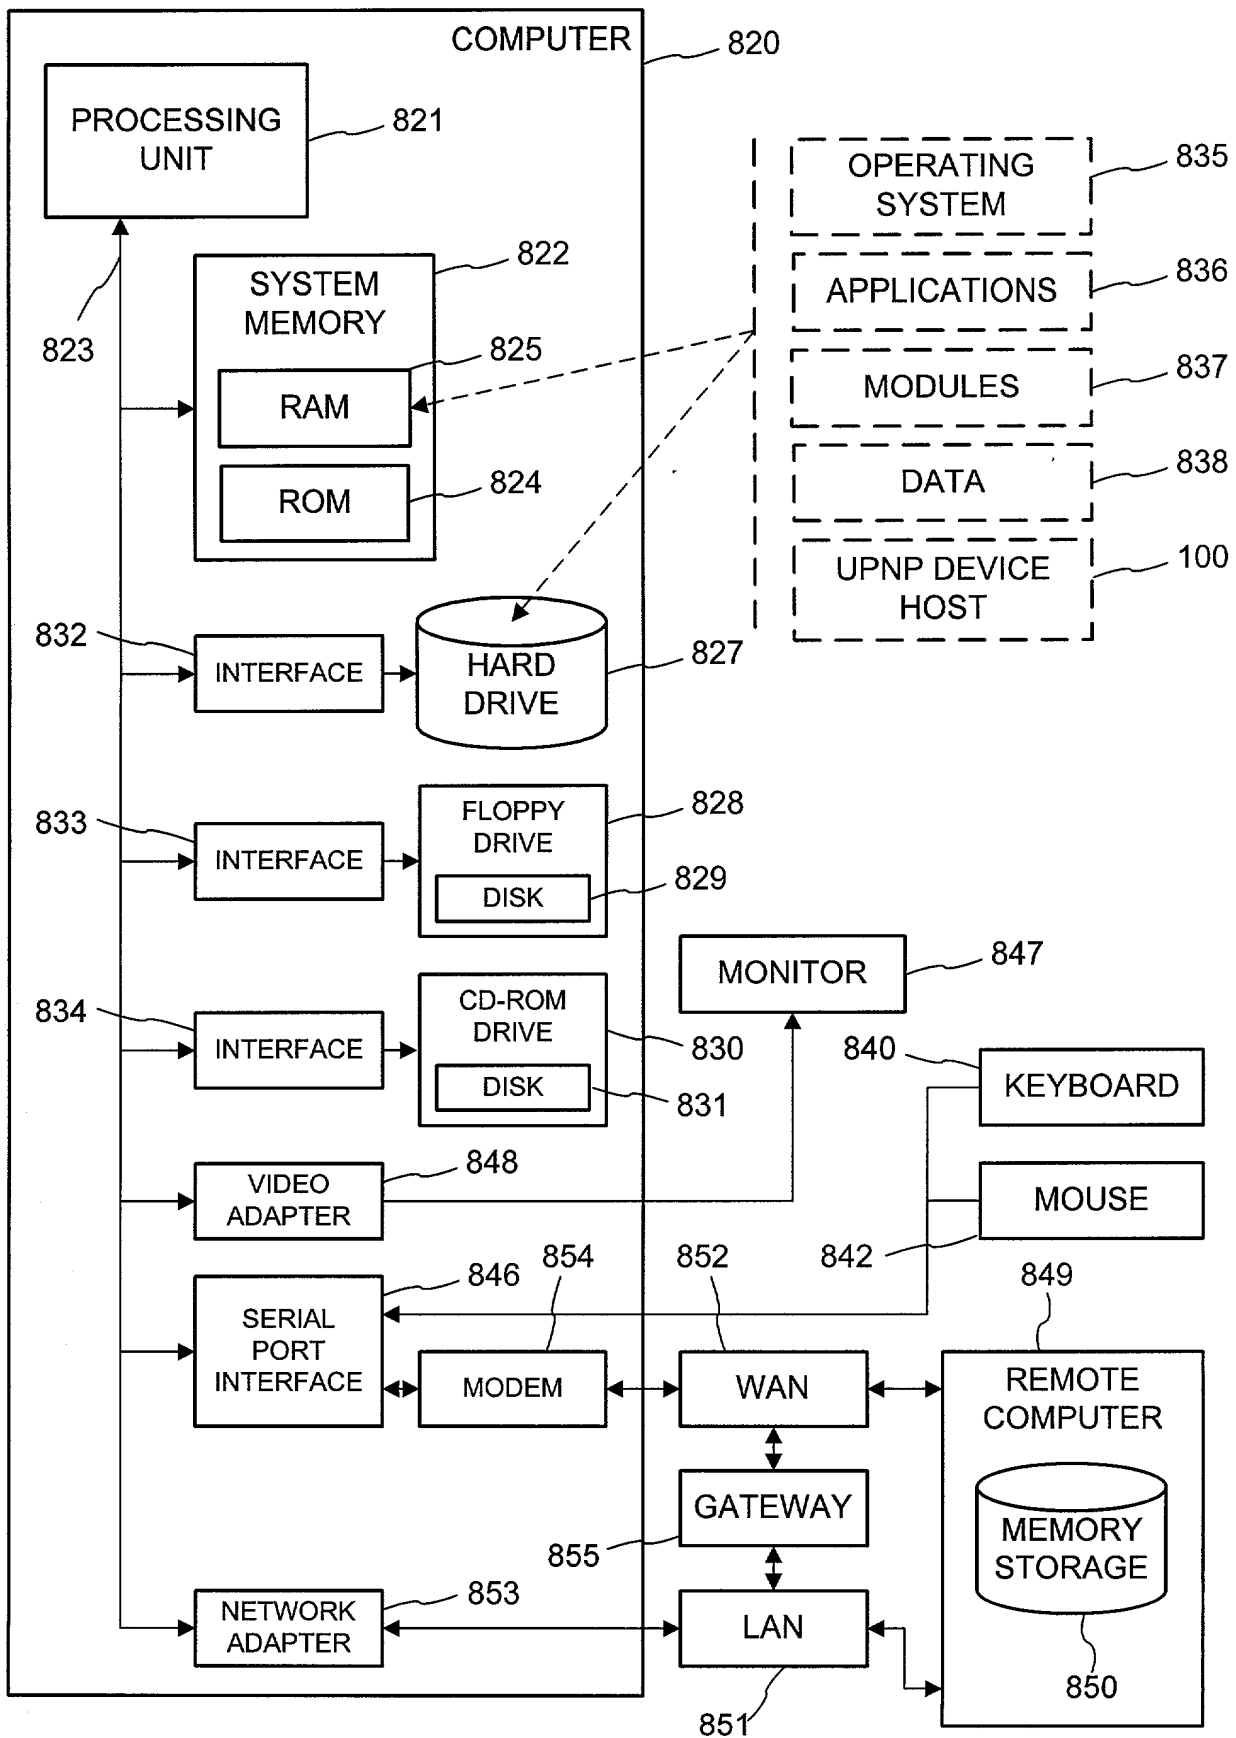 COMPUTER
820
PROCESSING
UNIT
821
823
SYSTEM
MEMORY
822
825
RAM
824
ROM
OPERATING
SYSTEM
835
APPLICATIONS
836
MODULES
837
DATA
838
UPNP DEVICE
HOST
100
832
INTERFACE
HARD
DRIVE
827
833
INTERFACE
FLOPPY
DRIVE
828
DISK
829
834
INTERFACE
CD-ROM
DRIVE
830
DISK
831
MONITOR
847
840
KEYBOARD
MOUSE
842
VIDEO
ADAPTER
848
846
SERIAL
PORT
INTERFACE
854
MODEM
852
WAN
849
REMOTE
COMPUTER
GATEWAY
855
MEMORY
STORAGE
850
NETWORK
ADAPTER
853
LAN
851